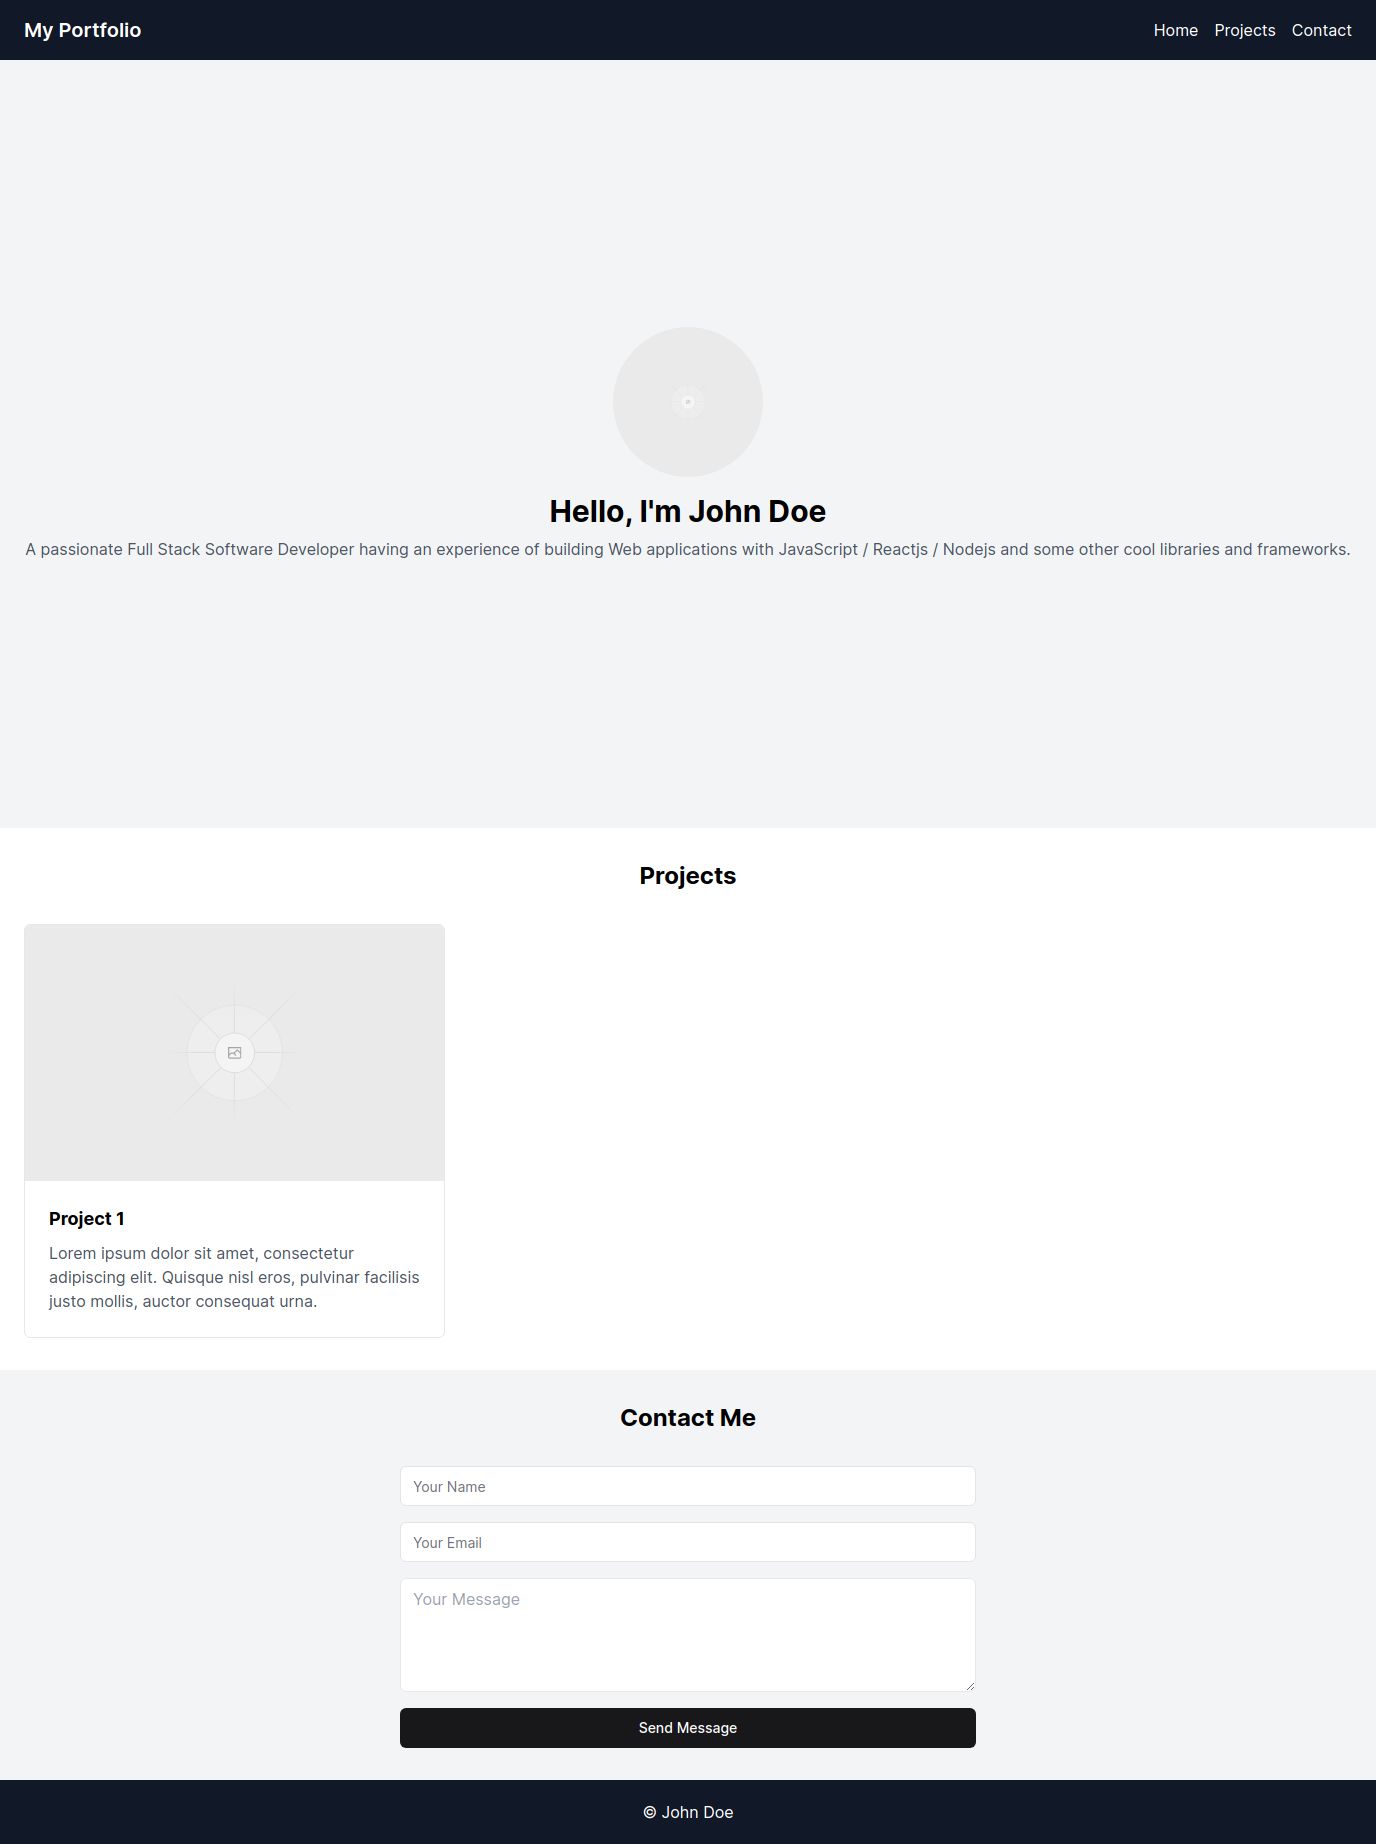 My Portfolio
Home Projects Contact
Hello, I'm John Doe
A passionate Full Stack Software Developer having an experience of building Web applications with JavaScript / Reactjs / Nodejs and some other cool libraries and frameworks.
Projects
Project 1
Lorem ipsum dolor sit amet, consectetur
adipiscing elit. Quisque nisl eros, pulvinar facilisis
justo mollis, auctor consequat urna.
Contact Me
Your Name
Your Email
Your Message
Send Message
© John Doe